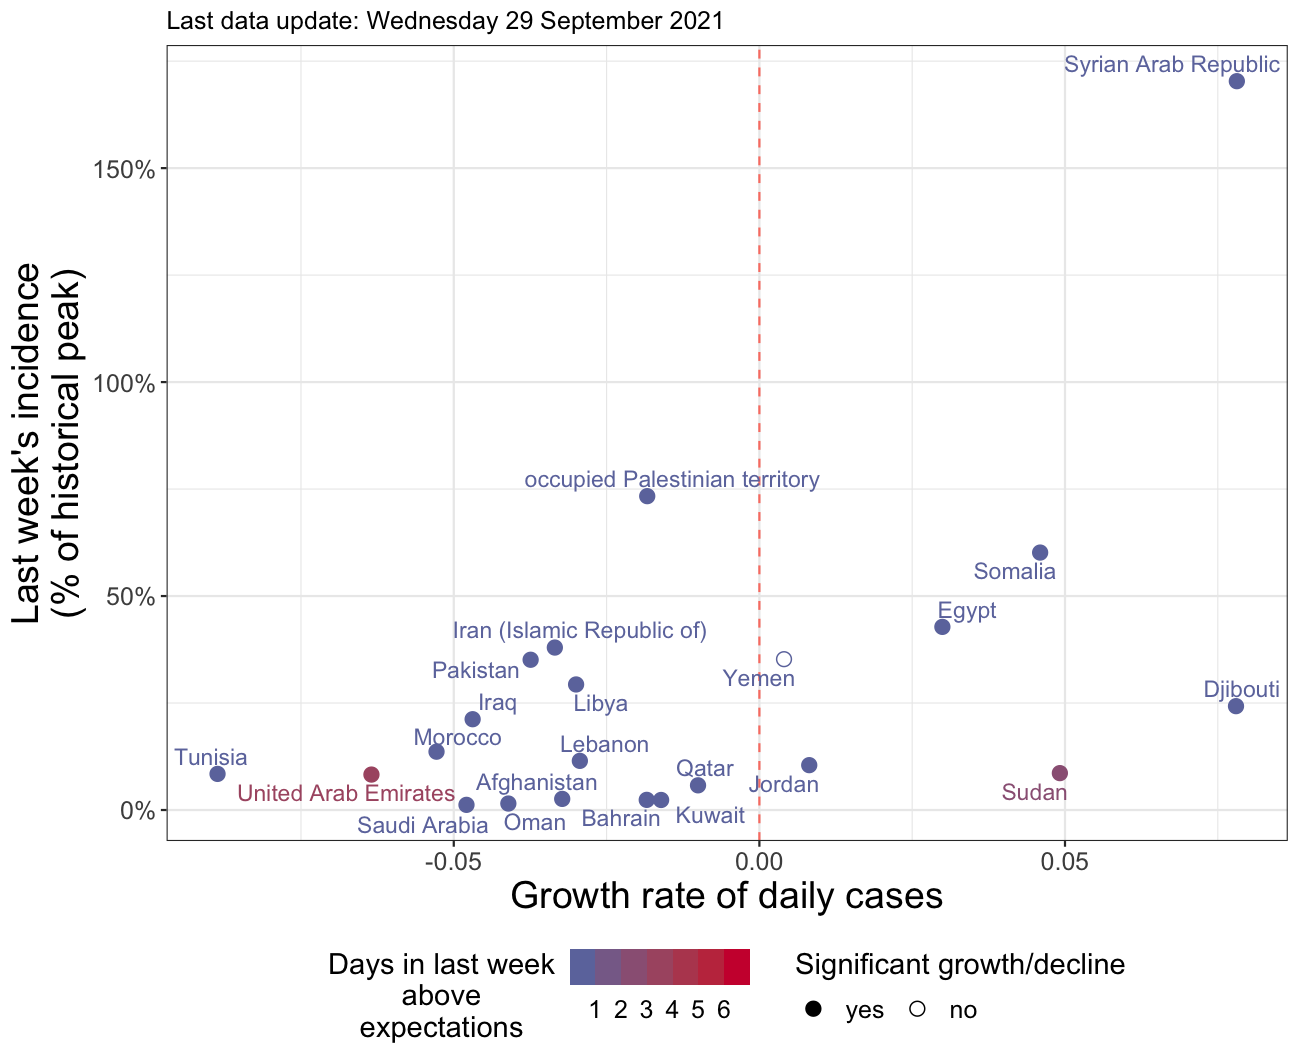 Last data update: Wednesday 29 September 2021
Syrian Arab Republic
150%
100%
occupied Palestinian territory
Somalia
50%
Egypt
Iran (Islamic Republic of)
Pakistan
Yemen
Djibouti
Iraq
Libya
Morocco
Lebanon
Tunisia
Qatar
Afghanistan
Jordan
United Arab Emirates
Sudan
0%
Saudi Arabia
Oman
Bahrain
Kuwait
Last week's incidence
(% of historical peak)
-0.05
0.00
0.05
Growth rate of daily cases
Days in last week
above
expectations
1 2 3 4 5 6
Significant growth/decline
yes
no